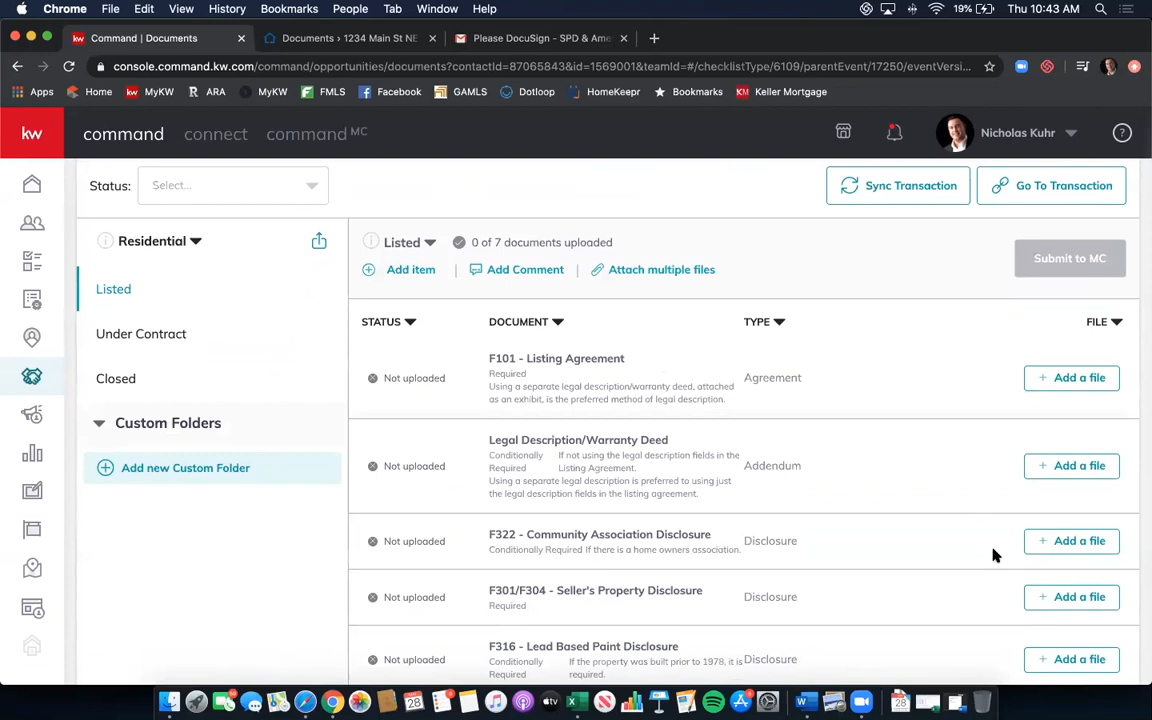 Chrome File Edit View History Bookmarks People Tab Window Help 19% Thu 10:43 AM
Command | Documents Documents › 1234 Main St NE Please DocuSign - SPD & Ame
console.command.kw.com/command/opportunities/documents?contactId=87065843&id=1569001&teamId=#/checklistType/6109/parentEvent/17250/eventVersi...
Apps Home MyKW ARA MyKW FMLS Facebook GAMLS Dotloop HomeKeepr Bookmarks Keller Mortgage
kw command connect command MC Nicholas Kuhr ?
Status: Select... Sync Transaction Go To Transaction
Residential Listed 0 of 7 documents uploaded
Submit to MC
Add item | Add Comment | Attach multiple files
Listed
Under Contract
Closed
Custom Folders
Add new Custom Folder
STATUS DOCUMENT TYPE FILE
F101 - Listing Agreement
Required
Not uploaded Agreement + Add a file
Using a separate legal description/warranty deed, attached
as an exhibit, is the preferred method of legal description.
Legal Description/Warranty Deed
Conditionally If not using the legal description fields in the
Required Listing Agreement.
Not uploaded Addendum + Add a file
Using a separate legal description is preferred to using just
the legal description fields in the listing agreement.
F322 - Community Association Disclosure
Not uploaded Disclosure + Add a file
Conditionally Required If there is a home owners association.
F301/F304 - Seller's Property Disclosure
Not uploaded Disclosure + Add a file
Required
F316 - Lead Based Paint Disclosure
Not uploaded Disclosure + Add a file
Conditionally If the property was built prior to 1978, it is
Required required.